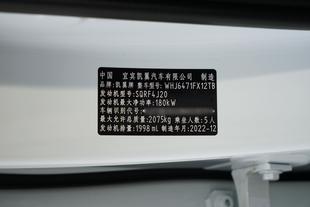 中国 宜宾凯翼汽车有限公司 制造
品牌:凯翼牌 整车型号:WHJ6471FX12TB
发动机型号:SQRF4J20
发动机最大净功率:180kW
车辆识别代号:
最大允许总质量:2075kg 乘坐人数:5人
发动机排量:1998mL 制造年月:2022-12